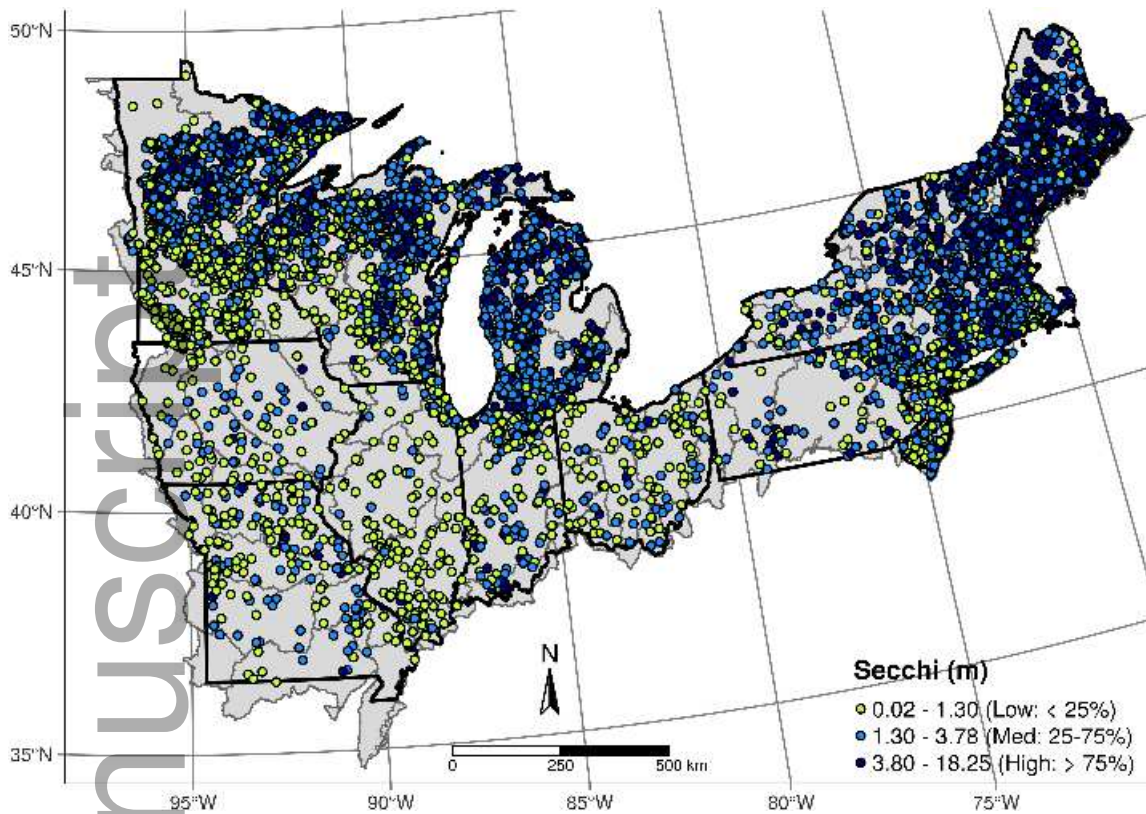 50°N
45°N
40°N
35°N
95°W
90°W
85°W
80°W
75°W
N
0 250 500 km
Secchi (m)
0.02 - 1.30 (Low: < 25%)
1.30 - 3.78 (Med: 25-75%)
3.80 - 18.25 (High: > 75%)
nuscript